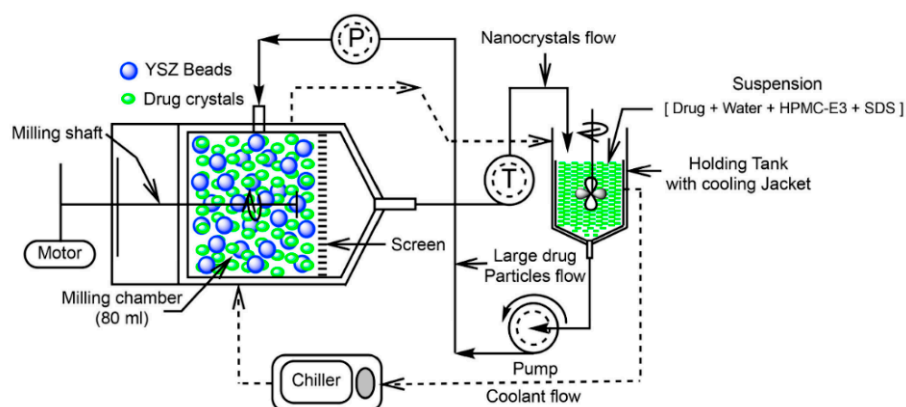 P
Nanocrystals flow
YSZ Beads
Drug crystals
Suspension
[ Drug + Water + HPMC-E3 + SDS ]
Milling shaft
Holding Tank
with cooling Jacket
T
Motor
Screen
Large drug
Particles flow
Milling chamber
(80 ml)
Pump
Chiller
Coolant flow